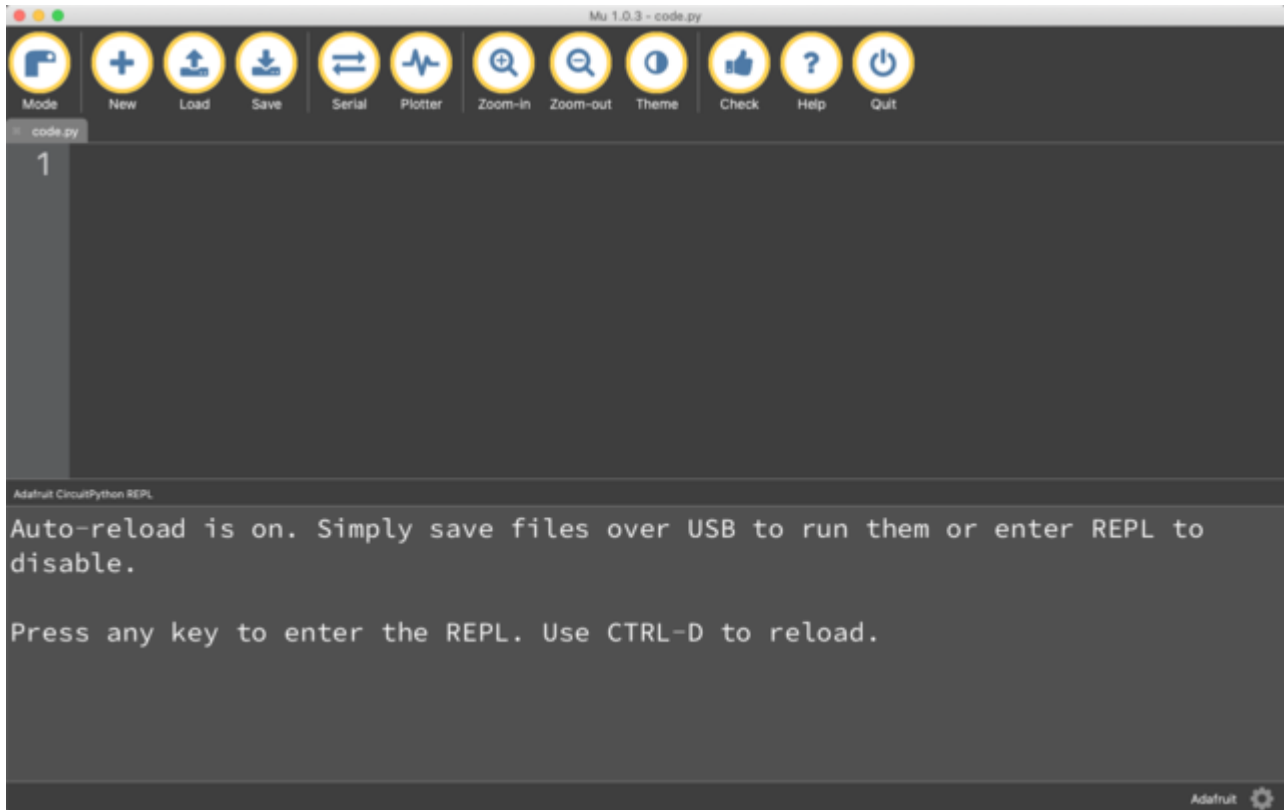 Mu 1.0.3 - code.py
Mode New Load Save Serial Plotter Zoom-in Zoom-out Theme Check Help Quit
code.py
1
Adafruit CircuitPython REPL
Auto-reload is on. Simply save files over USB to run them or enter REPL to
disable.
Press any key to enter the REPL. Use CTRL-D to reload.
Adafruit